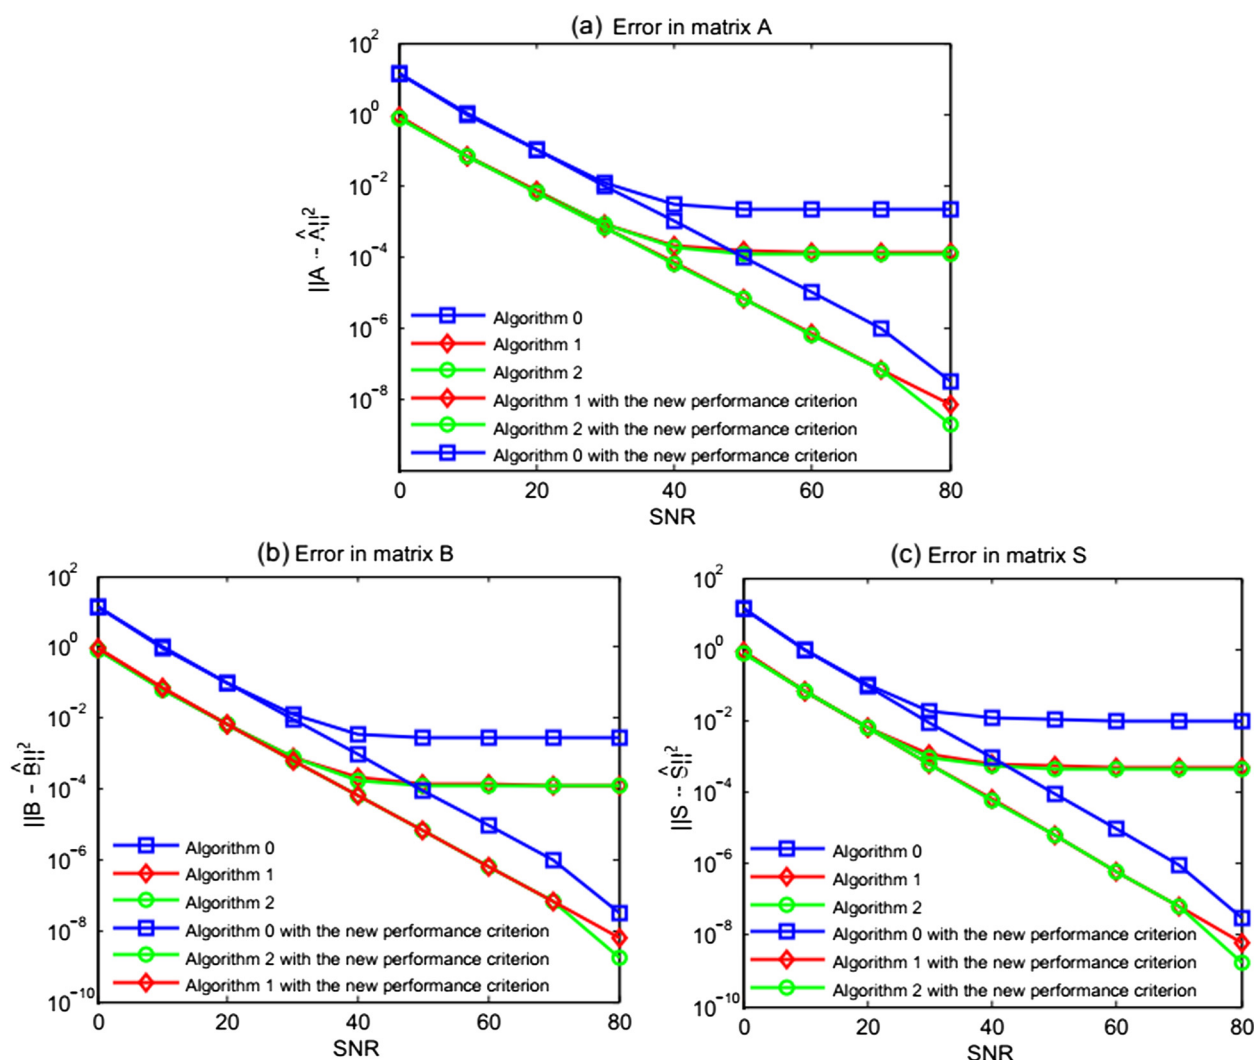 (a) Error in matrix A
10^2
10^0
10^-2
10^-4
10^-6
10^-8
||A - Â||^2
Algorithm 0
Algorithm 1
Algorithm 2
Algorithm 1 with the new performance criterion
Algorithm 2 with the new performance criterion
Algorithm 0 with the new performance criterion
0 20 40 60 80
SNR
(b) Error in matrix B
10^2
10^0
10^-2
10^-4
10^-6
10^-8
10^-10
||B - B̂||^2
Algorithm 0
Algorithm 1
Algorithm 2
Algorithm 0 with the new performance criterion
Algorithm 2 with the new performance criterion
Algorithm 1 with the new performance criterion
0 20 40 60 80
SNR
(c) Error in matrix S
10^2
10^0
10^-2
10^-4
10^-6
10^-8
10^-10
||S - Ŝ||^2
Algorithm 0
Algorithm 1
Algorithm 2
Algorithm 0 with the new performance criterion
Algorithm 1 with the new performance criterion
Algorithm 2 with the new performance criterion
0 20 40 60 80
SNR